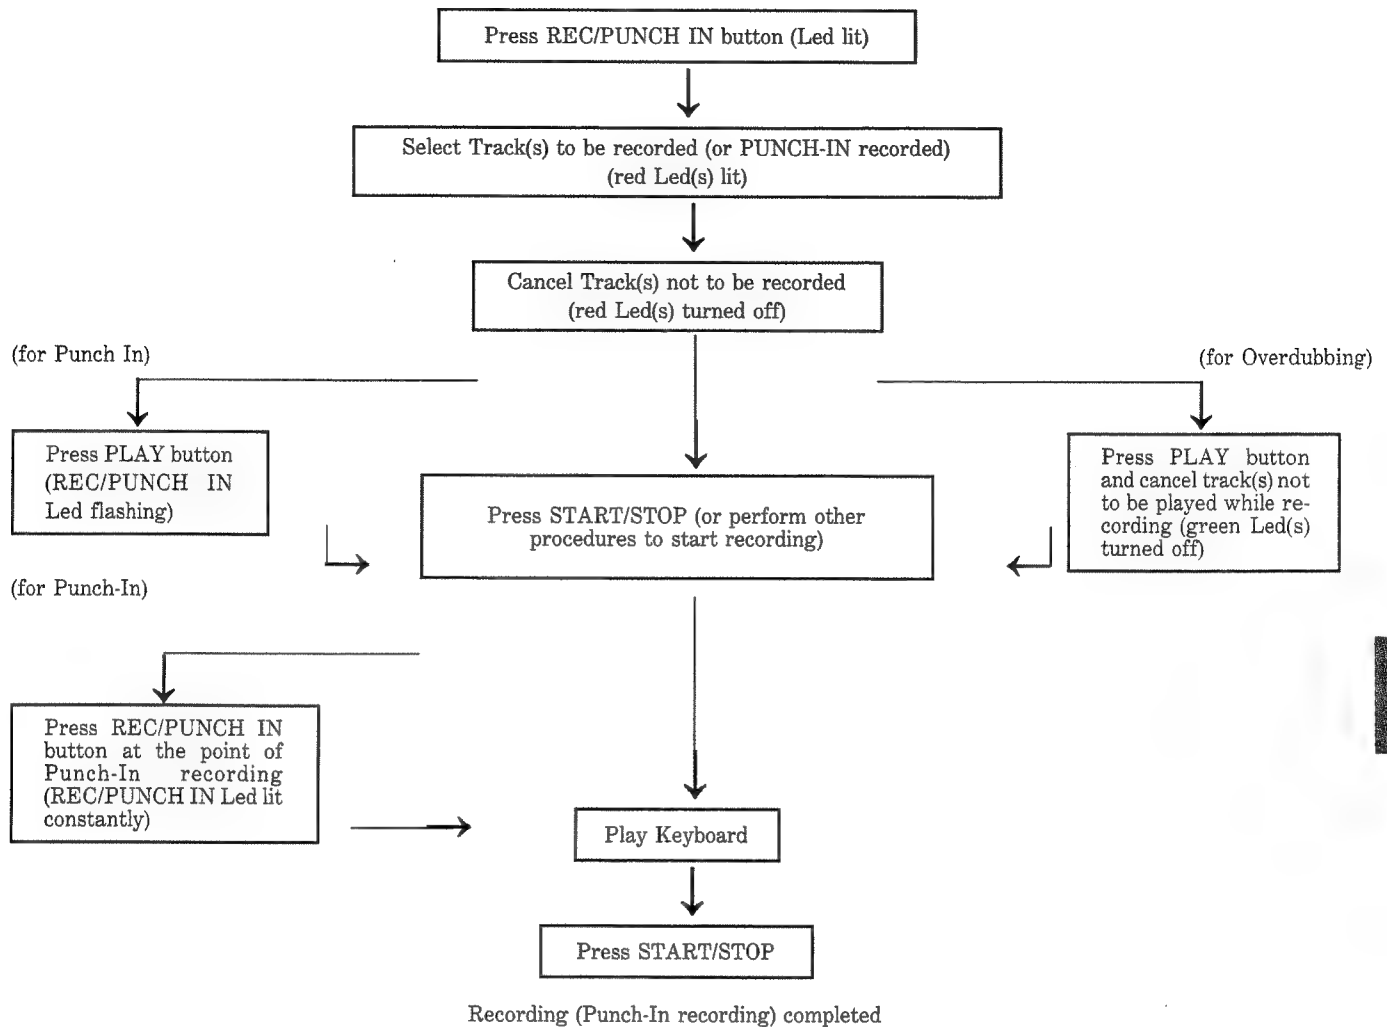 Press REC/PUNCH IN button (Led lit)
Select Track(s) to be recorded (or PUNCH-IN recorded)
(red Led(s) lit)
Cancel Track(s) not to be recorded
(red Led(s) turned off)
(for Punch In)
(for Overdubbing)
Press PLAY button
(REC/PUNCH IN
Led flashing)
Press START/STOP (or perform other
procedures to start recording)
Press PLAY button
and cancel track(s) not
to be played while re-
cording (green Led(s)
turned off)
(for Punch-In)
Press REC/PUNCH IN
button at the point of
Punch-In recording
(REC/PUNCH IN Led lit
constantly)
Play Keyboard
Press START/STOP
Recording (Punch-In recording) completed